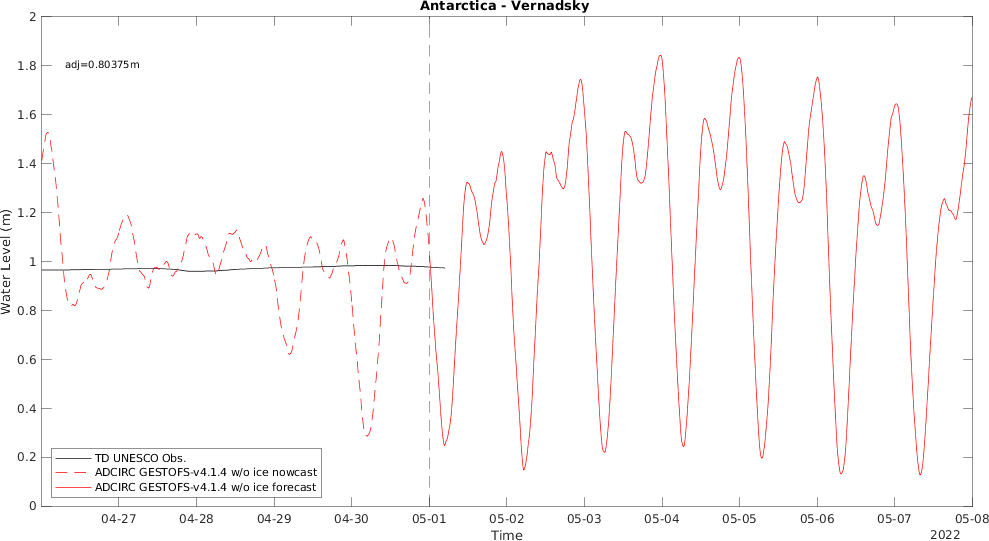 Antarctica - Vernadsky
adj=0.80375m
Water Level (m)
2
1.8
1.6
1.4
1.2
1
0.8
0.6
0.4
0.2
0
TD UNESCO Obs.
ADCIRC GESTOFS-v4.1.4 w/o ice nowcast
ADCIRC GESTOFS-v4.1.4 w/o ice forecast
04-27 04-28 04-29 04-30 05-01 05-02 05-03 05-04 05-05 05-06 05-07 05-08
Time
2022